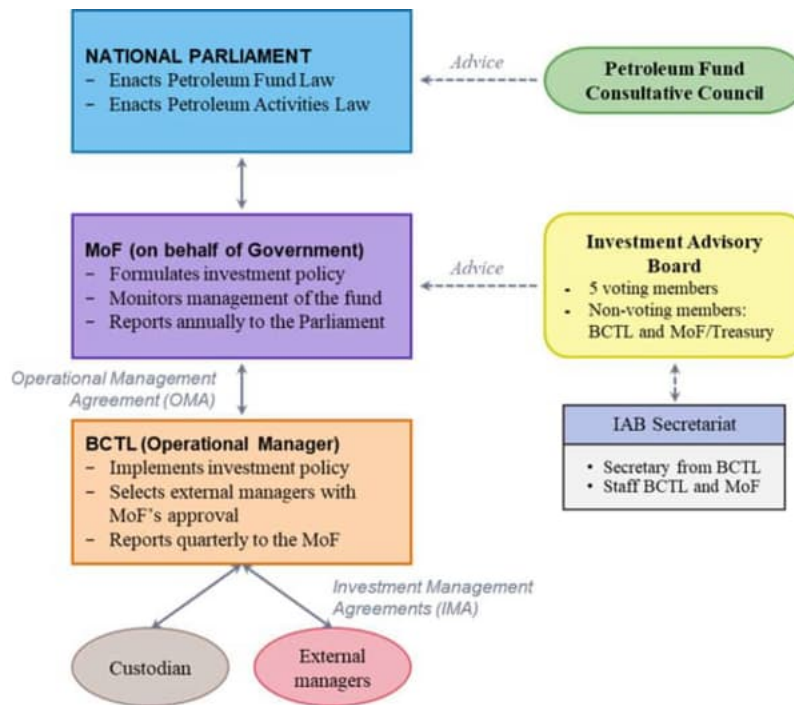 NATIONAL PARLIAMENT
– Enacts Petroleum Fund Law
– Enacts Petroleum Activities Law
Advice
Petroleum Fund
Consultative Council
MoF (on behalf of Government)
– Formulates investment policy
– Monitors management of the fund
– Reports annually to the Parliament
Advice
Investment Advisory
Board
- 5 voting members
- Non-voting members:
BCTL and MoF/Treasury
Operational Management
Agreement (OMA)
BCTL (Operational Manager)
– Implements investment policy
– Selects external managers with
MoF's approval
– Reports quarterly to the MoF
IAB Secretariat
• Secretary from BCTL
• Staff BCTL and MoF
Investment Management
Agreements (IMA)
Custodian
External
managers